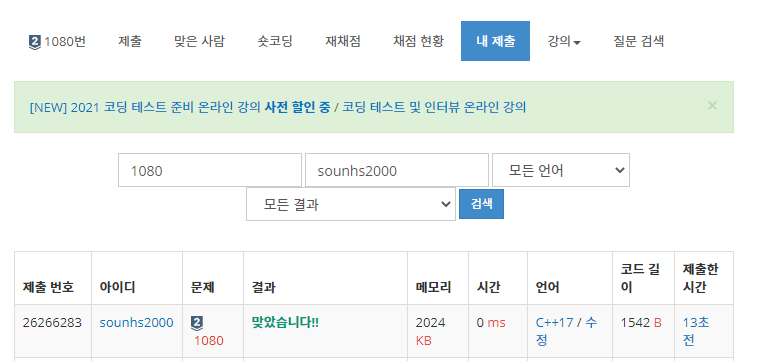 2 1080번 제출 맞은 사람 숏코딩 재채점 채점 현황 내 제출 강의 질문 검색
[NEW] 2021 코딩 테스트 준비 온라인 강의 사전 할인 중 / 코딩 테스트 및 인터뷰 온라인 강의 ×
1080 sounhs2000 모든 언어
모든 결과 검색
제출 번호 아이디 문제 결과 메모리 시간 언어 코드 길이 제출한 시간
26266283 sounhs2000 2 1080 맞았습니다!! 2024 KB 0 ms C++17 / 수정 1542 B 13초 전